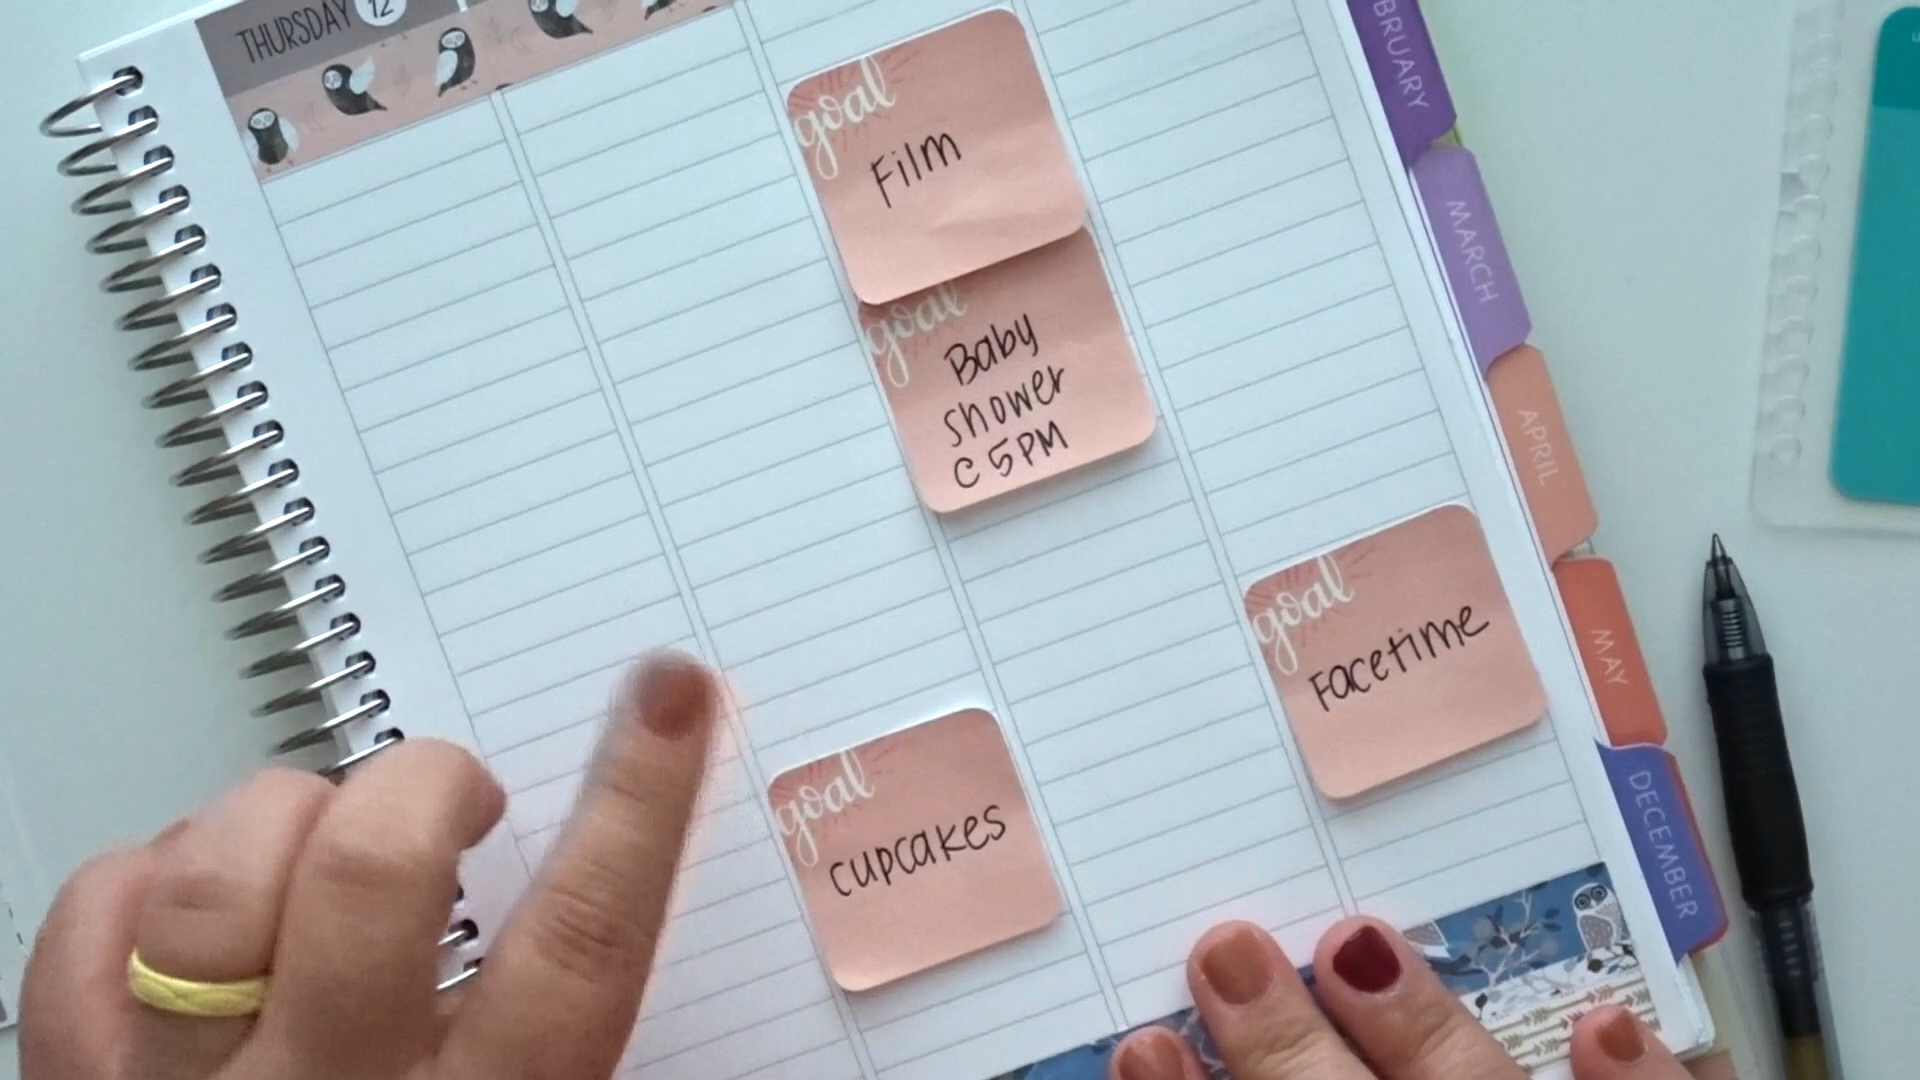 THURSDAY 12
goal
Film
goal
Baby
shower
C 5PM
goal
Facetime
goal
cupcakes
BRUARY
MARCH
APRIL
MAY
DECEMBER